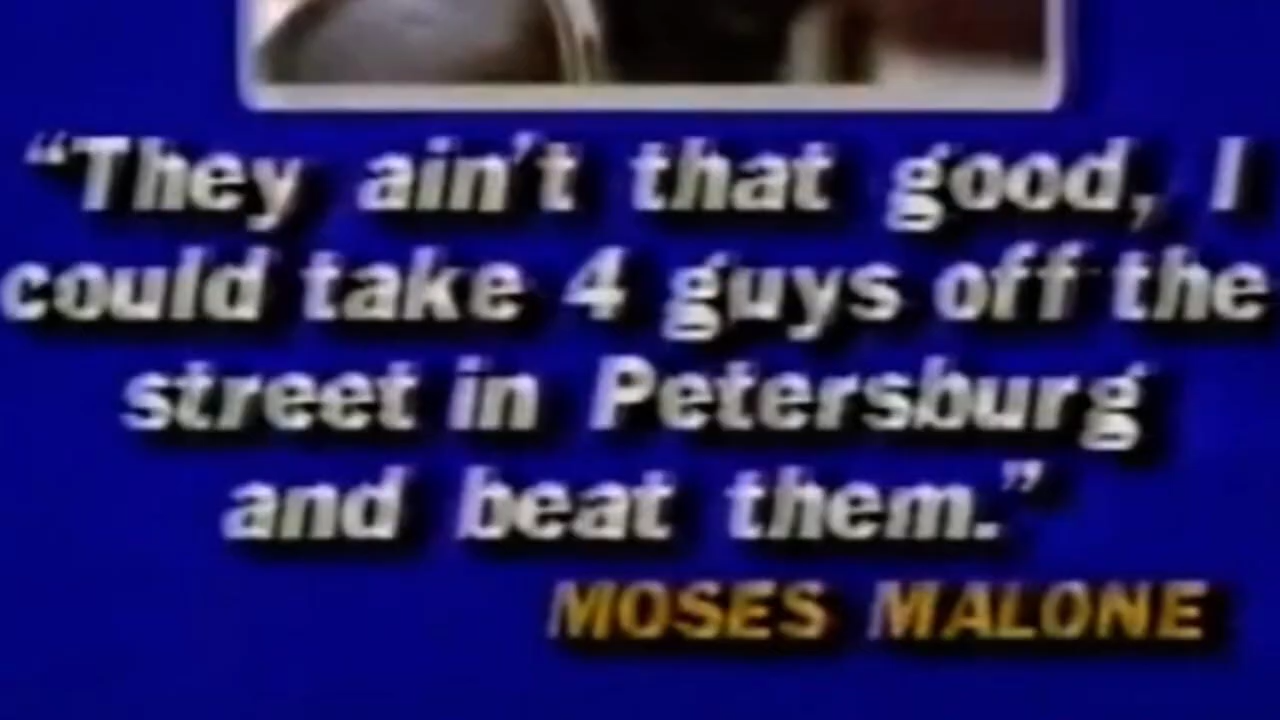 “They ain't that good, I
could take 4 guys off the
street in Petersburg
and beat them.”
MOSES MALONE